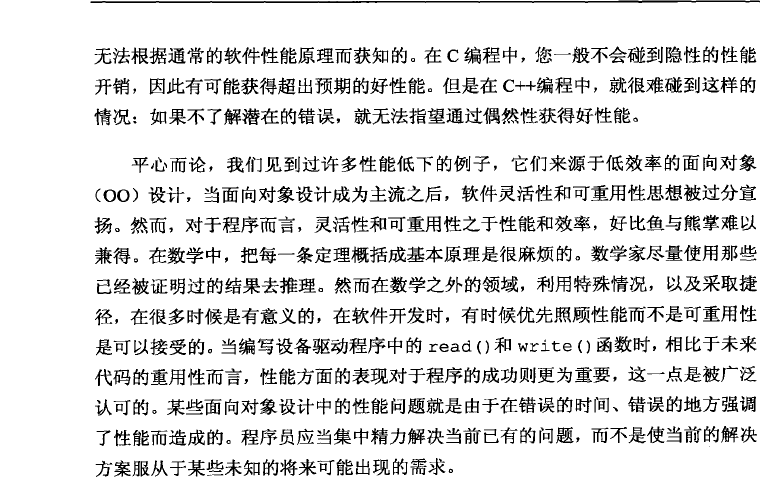 无法根据通常的软件性能原理而获知的。在 C 编程中，您一般不会碰到隐性的性能
开销，因此有可能获得超出预期的好性能。但是在 C++编程中，就很难碰到这样的
情况：如果不了解潜在的错误，就无法指望通过偶然性获得好性能。
平心而论，我们见到过许多性能低下的例子，它们来源于低效率的面向对象
（OO）设计，当面向对象设计成为主流之后，软件灵活性和可重用性思想被过分宣
扬。然而，对于程序而言，灵活性和可重用性之于性能和效率，好比鱼与熊掌难以
兼得。在数学中，把每一条定理概括成基本原理是很麻烦的。数学家尽量使用那些
已经被证明过的结果去推理。然而在数学之外的领域，利用特殊情况，以及采取捷
径，在很多时候是有意义的，在软件开发时，有时候优先照顾性能而不是可重用性
是可以接受的。当编写设备驱动程序中的 read()和 write()函数时，相比于未来
代码的重用性而言，性能方面的表现对于程序的成功则更为重要，这一点是被广泛
认可的。某些面向对象设计中的性能问题就是由于在错误的时间、错误的地方强调
了性能而造成的。程序员应当集中精力解决当前已有的问题，而不是使当前的解决
方案服从于某些未知的将来可能出现的需求。